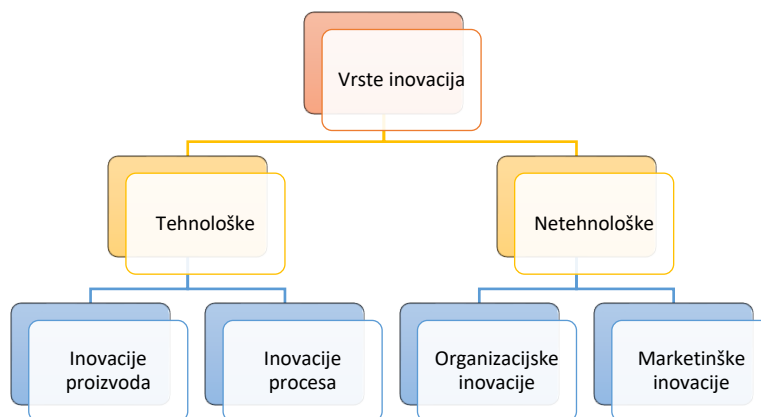 Vrste inovacija
Tehnološke
Netehnološke
Inovacije
proizvoda
Inovacije
procesa
Organizacijske
inovacije
Marketinške
inovacije